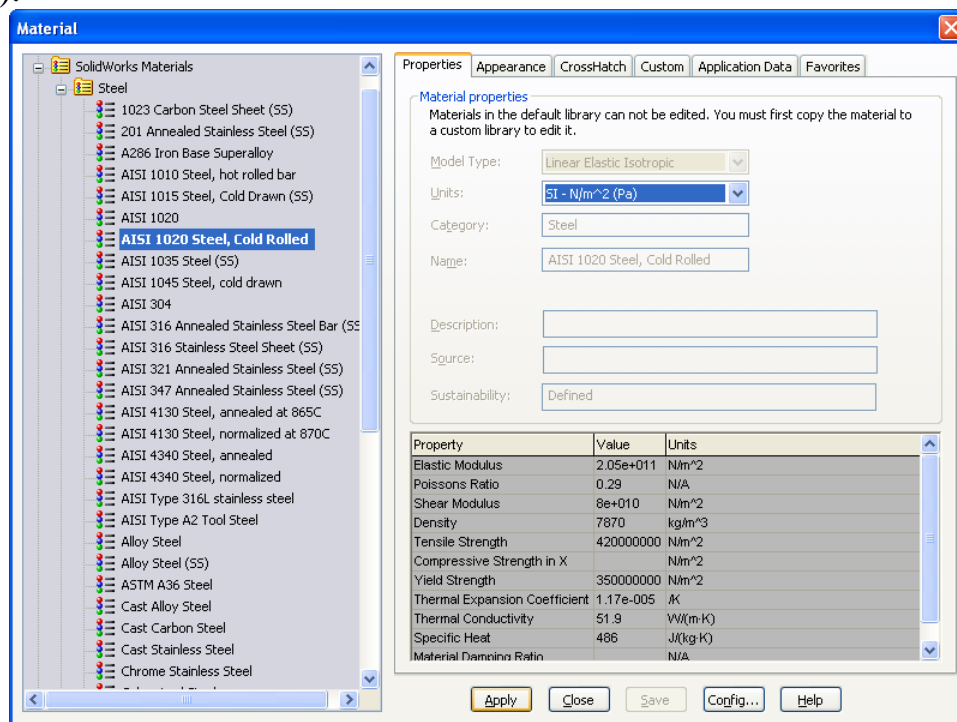 ):
Material
SolidWorks Materials
Steel
1023 Carbon Steel Sheet (SS)
201 Annealed Stainless Steel (SS)
A286 Iron Base Superalloy
AISI 1010 Steel, hot rolled bar
AISI 1015 Steel, Cold Drawn (SS)
AISI 1020
AISI 1020 Steel, Cold Rolled
AISI 1035 Steel (SS)
AISI 1045 Steel, cold drawn
AISI 304
AISI 316 Annealed Stainless Steel Bar (SS
AISI 316 Stainless Steel Sheet (SS)
AISI 321 Annealed Stainless Steel (SS)
AISI 347 Annealed Stainless Steel (SS)
AISI 4130 Steel, annealed at 865C
AISI 4130 Steel, normalized at 870C
AISI 4340 Steel, annealed
AISI 4340 Steel, normalized
AISI Type 316L stainless steel
AISI Type A2 Tool Steel
Alloy Steel
Alloy Steel (SS)
ASTM A36 Steel
Cast Alloy Steel
Cast Carbon Steel
Cast Stainless Steel
Chrome Stainless Steel
Properties Appearance CrossHatch Custom Application Data Favorites
Material properties
Materials in the default library can not be edited. You must first copy the material to
a custom library to edit it.
Model Type: Linear Elastic Isotropic
Units: SI - N/m^2 (Pa)
Category: Steel
Name: AISI 1020 Steel, Cold Rolled
Description:
Source:
Sustainability: Defined
Property Value Units
Elastic Modulus 2.05e+011 N/m^2
Poissons Ratio 0.29 N/A
Shear Modulus 8e+010 N/m^2
Density 7870 kg/m^3
Tensile Strength 420000000 N/m^2
Compressive Strength in X N/m^2
Yield Strength 350000000 N/m^2
Thermal Expansion Coefficient 1.17e-005 /K
Thermal Conductivity 51.9 W/(m·K)
Specific Heat 486 J/(kg·K)
Material Damping Ratio N/A
Apply Close Save Config... Help